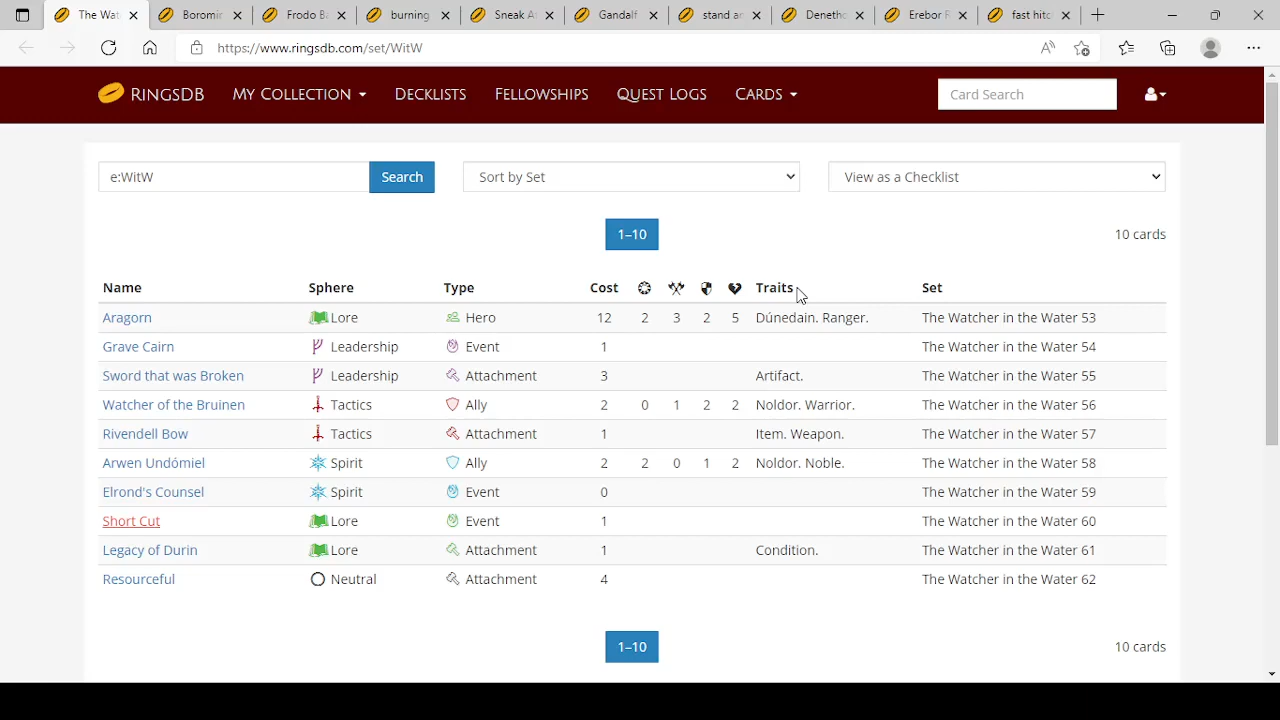 The Wat
Boromir
Frodo Ba
burning
Sneak At
Gandalf
stand an
Denetho
Erebor H
fast hitc
https://www.ringsdb.com/set/WitW
RINGSDB MY COLLECTION DECKLISTS FELLOWSHIPS QUEST LOGS CARDS Card Search
e:WitW Search Sort by Set View as a Checklist
1–10 10 cards
Name Sphere Type Cost Traits Set
Aragorn Lore Hero 12 2 3 2 5 Dúnedain. Ranger. The Watcher in the Water 53
Grave Cairn Leadership Event 1 The Watcher in the Water 54
Sword that was Broken Leadership Attachment 3 Artifact. The Watcher in the Water 55
Watcher of the Bruinen Tactics Ally 2 0 1 2 2 Noldor. Warrior. The Watcher in the Water 56
Rivendell Bow Tactics Attachment 1 Item. Weapon. The Watcher in the Water 57
Arwen Undómiel Spirit Ally 2 2 0 1 2 Noldor. Noble. The Watcher in the Water 58
Elrond's Counsel Spirit Event 0 The Watcher in the Water 59
Short Cut Lore Event 1 The Watcher in the Water 60
Legacy of Durin Lore Attachment 1 Condition. The Watcher in the Water 61
Resourceful Neutral Attachment 4 The Watcher in the Water 62
1–10 10 cards